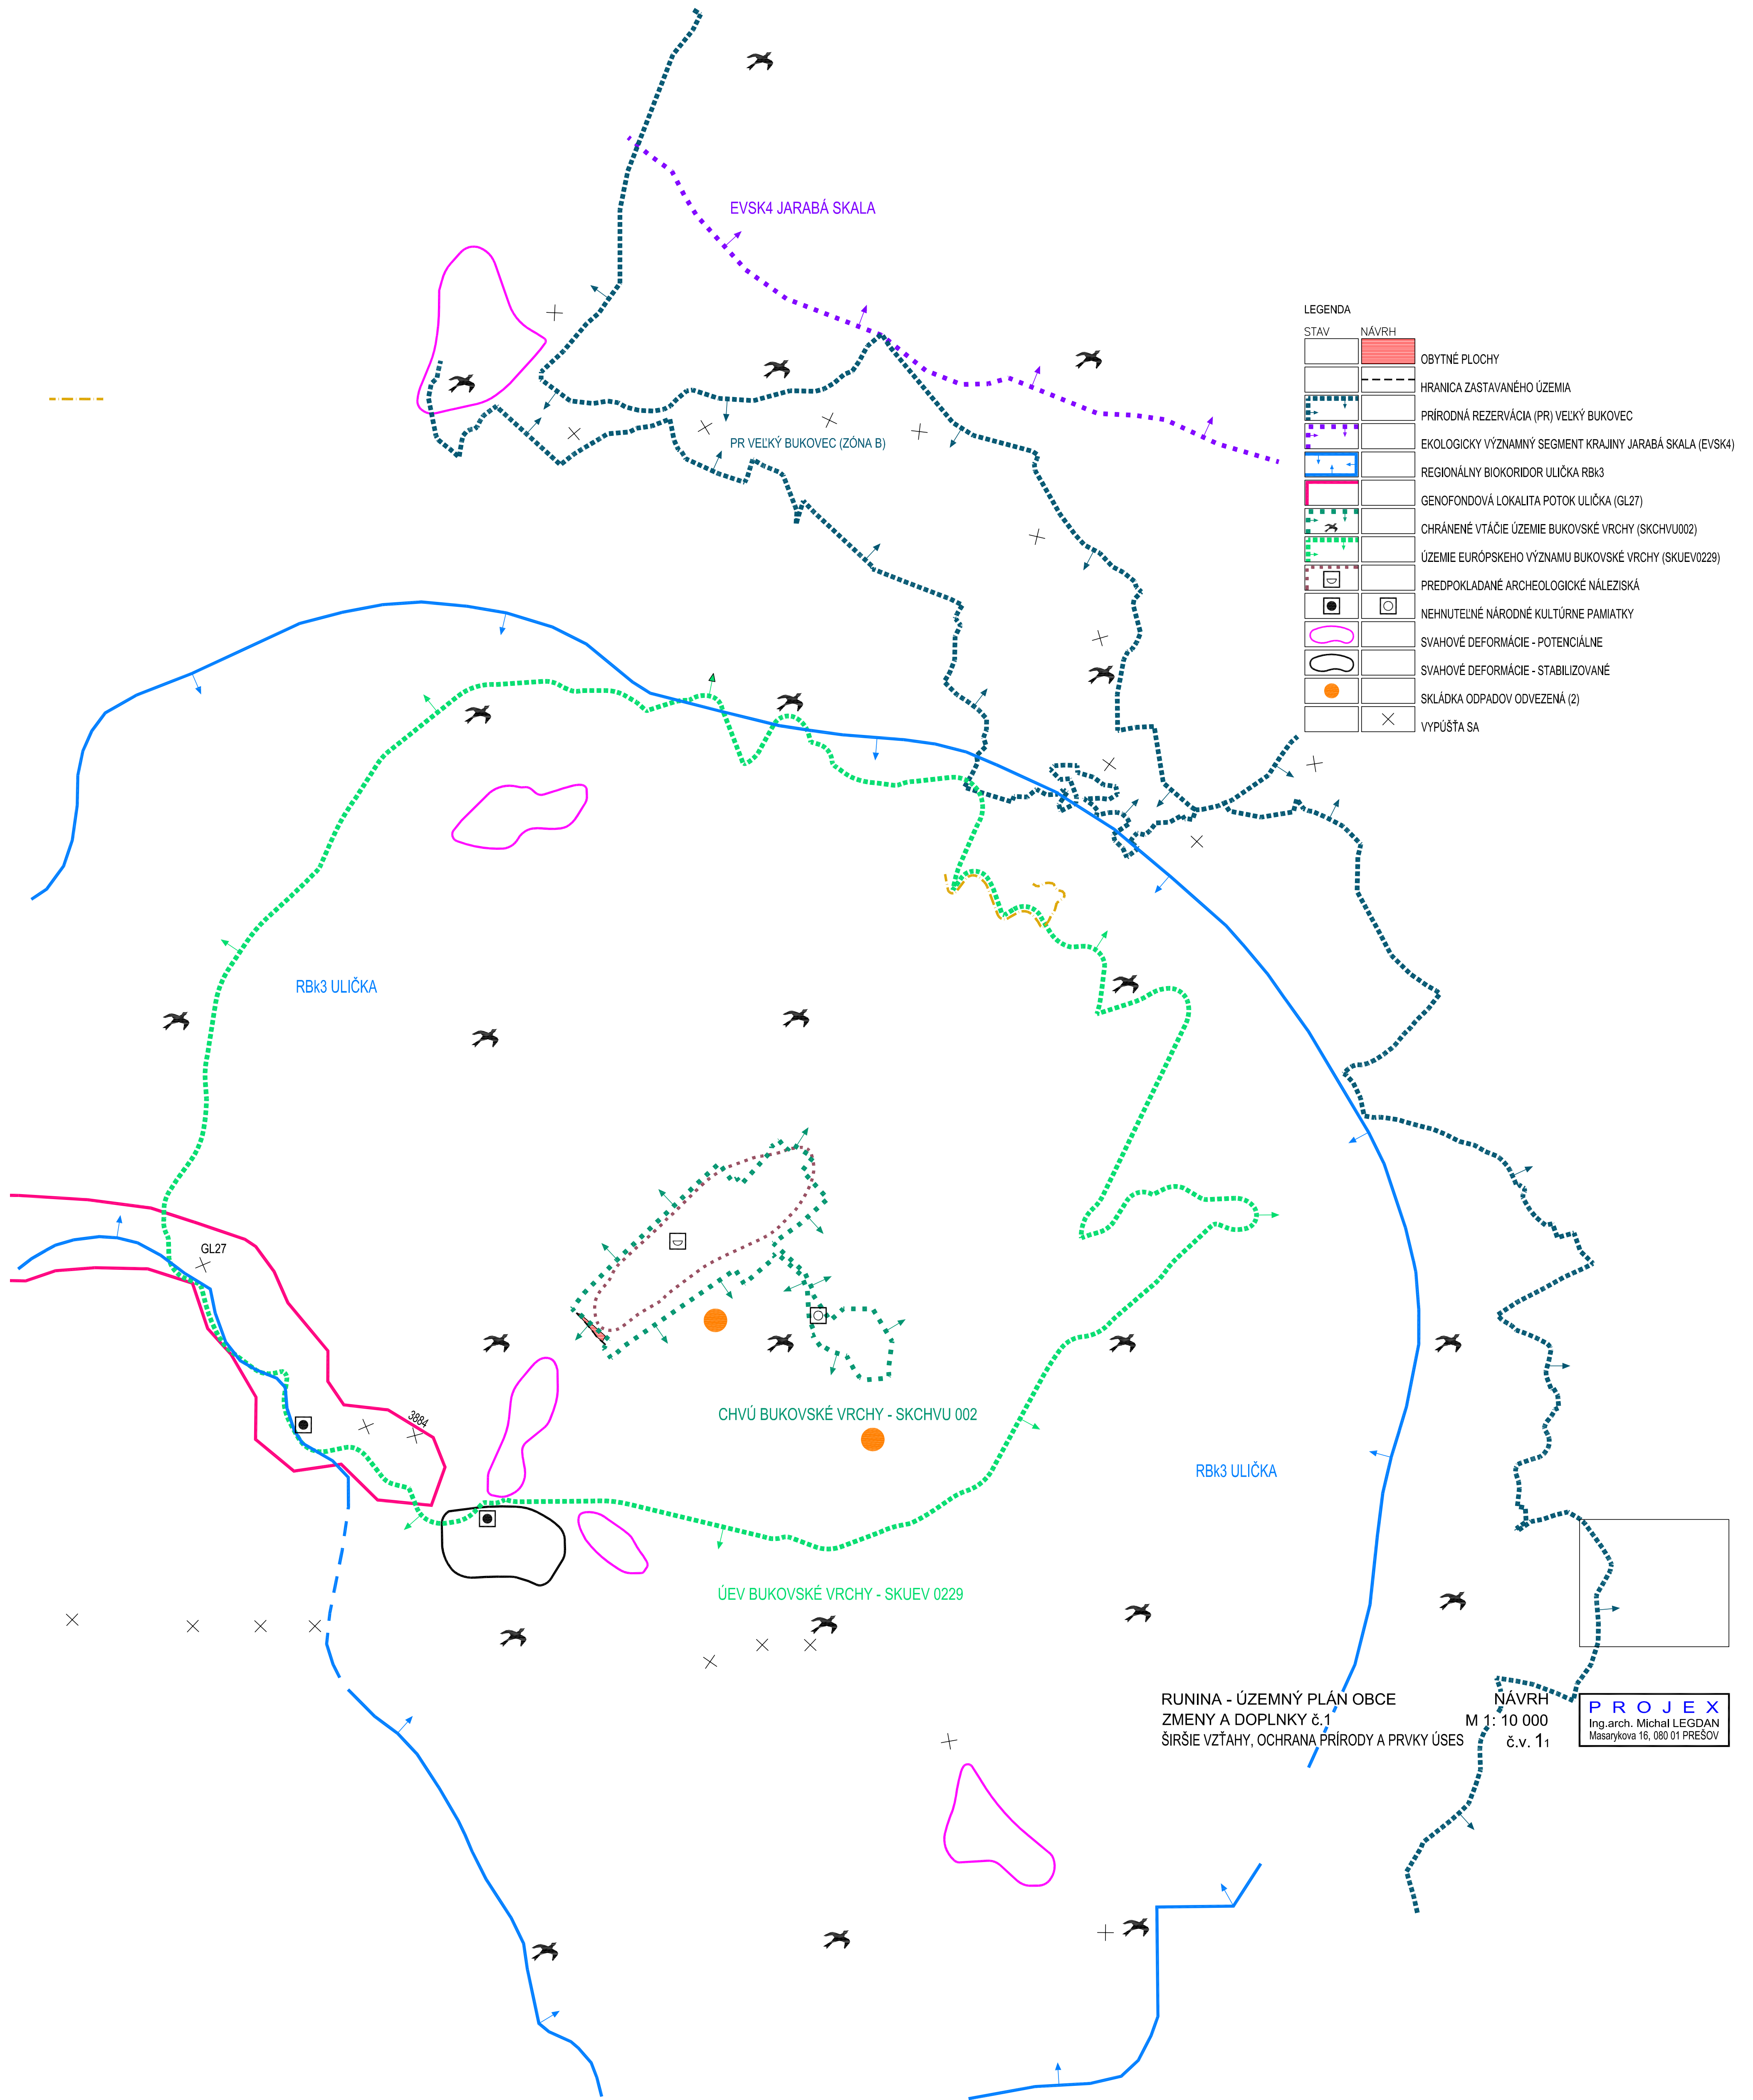 EVSK4 JARABÁ SKALA
LEGENDA
STAV NÁVRH
OBYTNÉ PLOCHY
HRANICA ZASTAVANÉHO ÚZEMIA
PRÍRODNÁ REZERVÁCIA (PR) VEĽKÝ BUKOVEC
EKOLOGICKY VÝZNAMNÝ SEGMENT KRAJINY JARABÁ SKALA (EVSK4)
REGIONÁLNY BIOKORIDOR ULIČKA RBk3
GENOFONDOVÁ LOKALITA POTOK ULIČKA (GL27)
CHRÁNENÉ VTÁČIE ÚZEMIE BUKOVSKÉ VRCHY (SKCHVU002)
ÚZEMIE EURÓPSKEHO VÝZNAMU BUKOVSKÉ VRCHY (SKUEV0229)
PREDPOKLADANÉ ARCHEOLOGICKÉ NÁLEZISKÁ
NEHNUTEĽNÉ NÁRODNÉ KULTÚRNE PAMIATKY
SVAHOVÉ DEFORMÁCIE - POTENCIÁLNE
SVAHOVÉ DEFORMÁCIE - STABILIZOVANÉ
SKLÁDKA ODPADOV ODVEZENÁ (2)
VYPÚŠŤA SA
PR VEĽKÝ BUKOVEC (ZÓNA B)
RBk3 ULIČKA
GL27
3884
CHVÚ BUKOVSKÉ VRCHY - SKCHVU 002
RBk3 ULIČKA
ÚEV BUKOVSKÉ VRCHY - SKUEV 0229
RUNINA - ÚZEMNÝ PLÁN OBCE NÁVRH
ZMENY A DOPLNKY č.1 M 1: 10 000
ŠIRŠIE VZŤAHY, OCHRANA PRÍRODY A PRVKY ÚSES č.v. 11
P R O J E X
Ing.arch. Michal LEGDAN
Masarykova 16, 080 01 PREŠOV